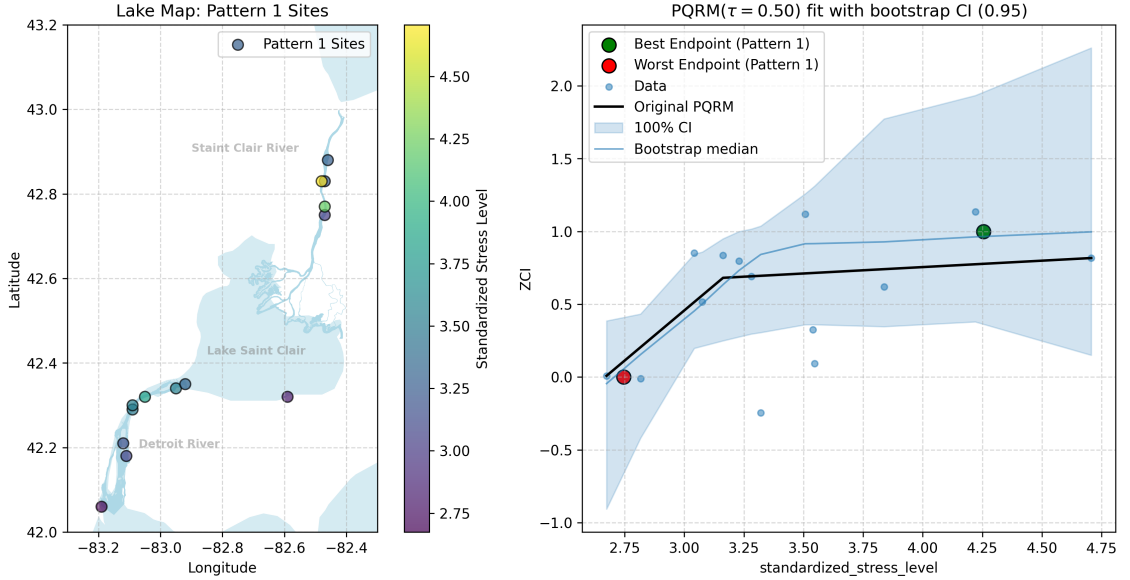 Lake Map: Pattern 1 Sites
43.2
43.0
42.8
42.6
42.4
42.2
42.0
Latitude
−83.2
−83.0
−82.8
−82.6
−82.4
Longitude
Pattern 1 Sites
Staint Clair River
Lake Saint Clair
Detroit River
4.50
4.25
4.00
3.75
3.50
3.25
3.00
2.75
Standardized Stress Level
PQRM(τ = 0.50) fit with bootstrap CI (0.95)
Best Endpoint (Pattern 1)
Worst Endpoint (Pattern 1)
Data
Original PQRM
100% CI
Bootstrap median
2.0
1.5
1.0
0.5
0.0
−0.5
−1.0
ZCI
2.75
3.00
3.25
3.50
3.75
4.00
4.25
4.50
4.75
standardized_stress_level